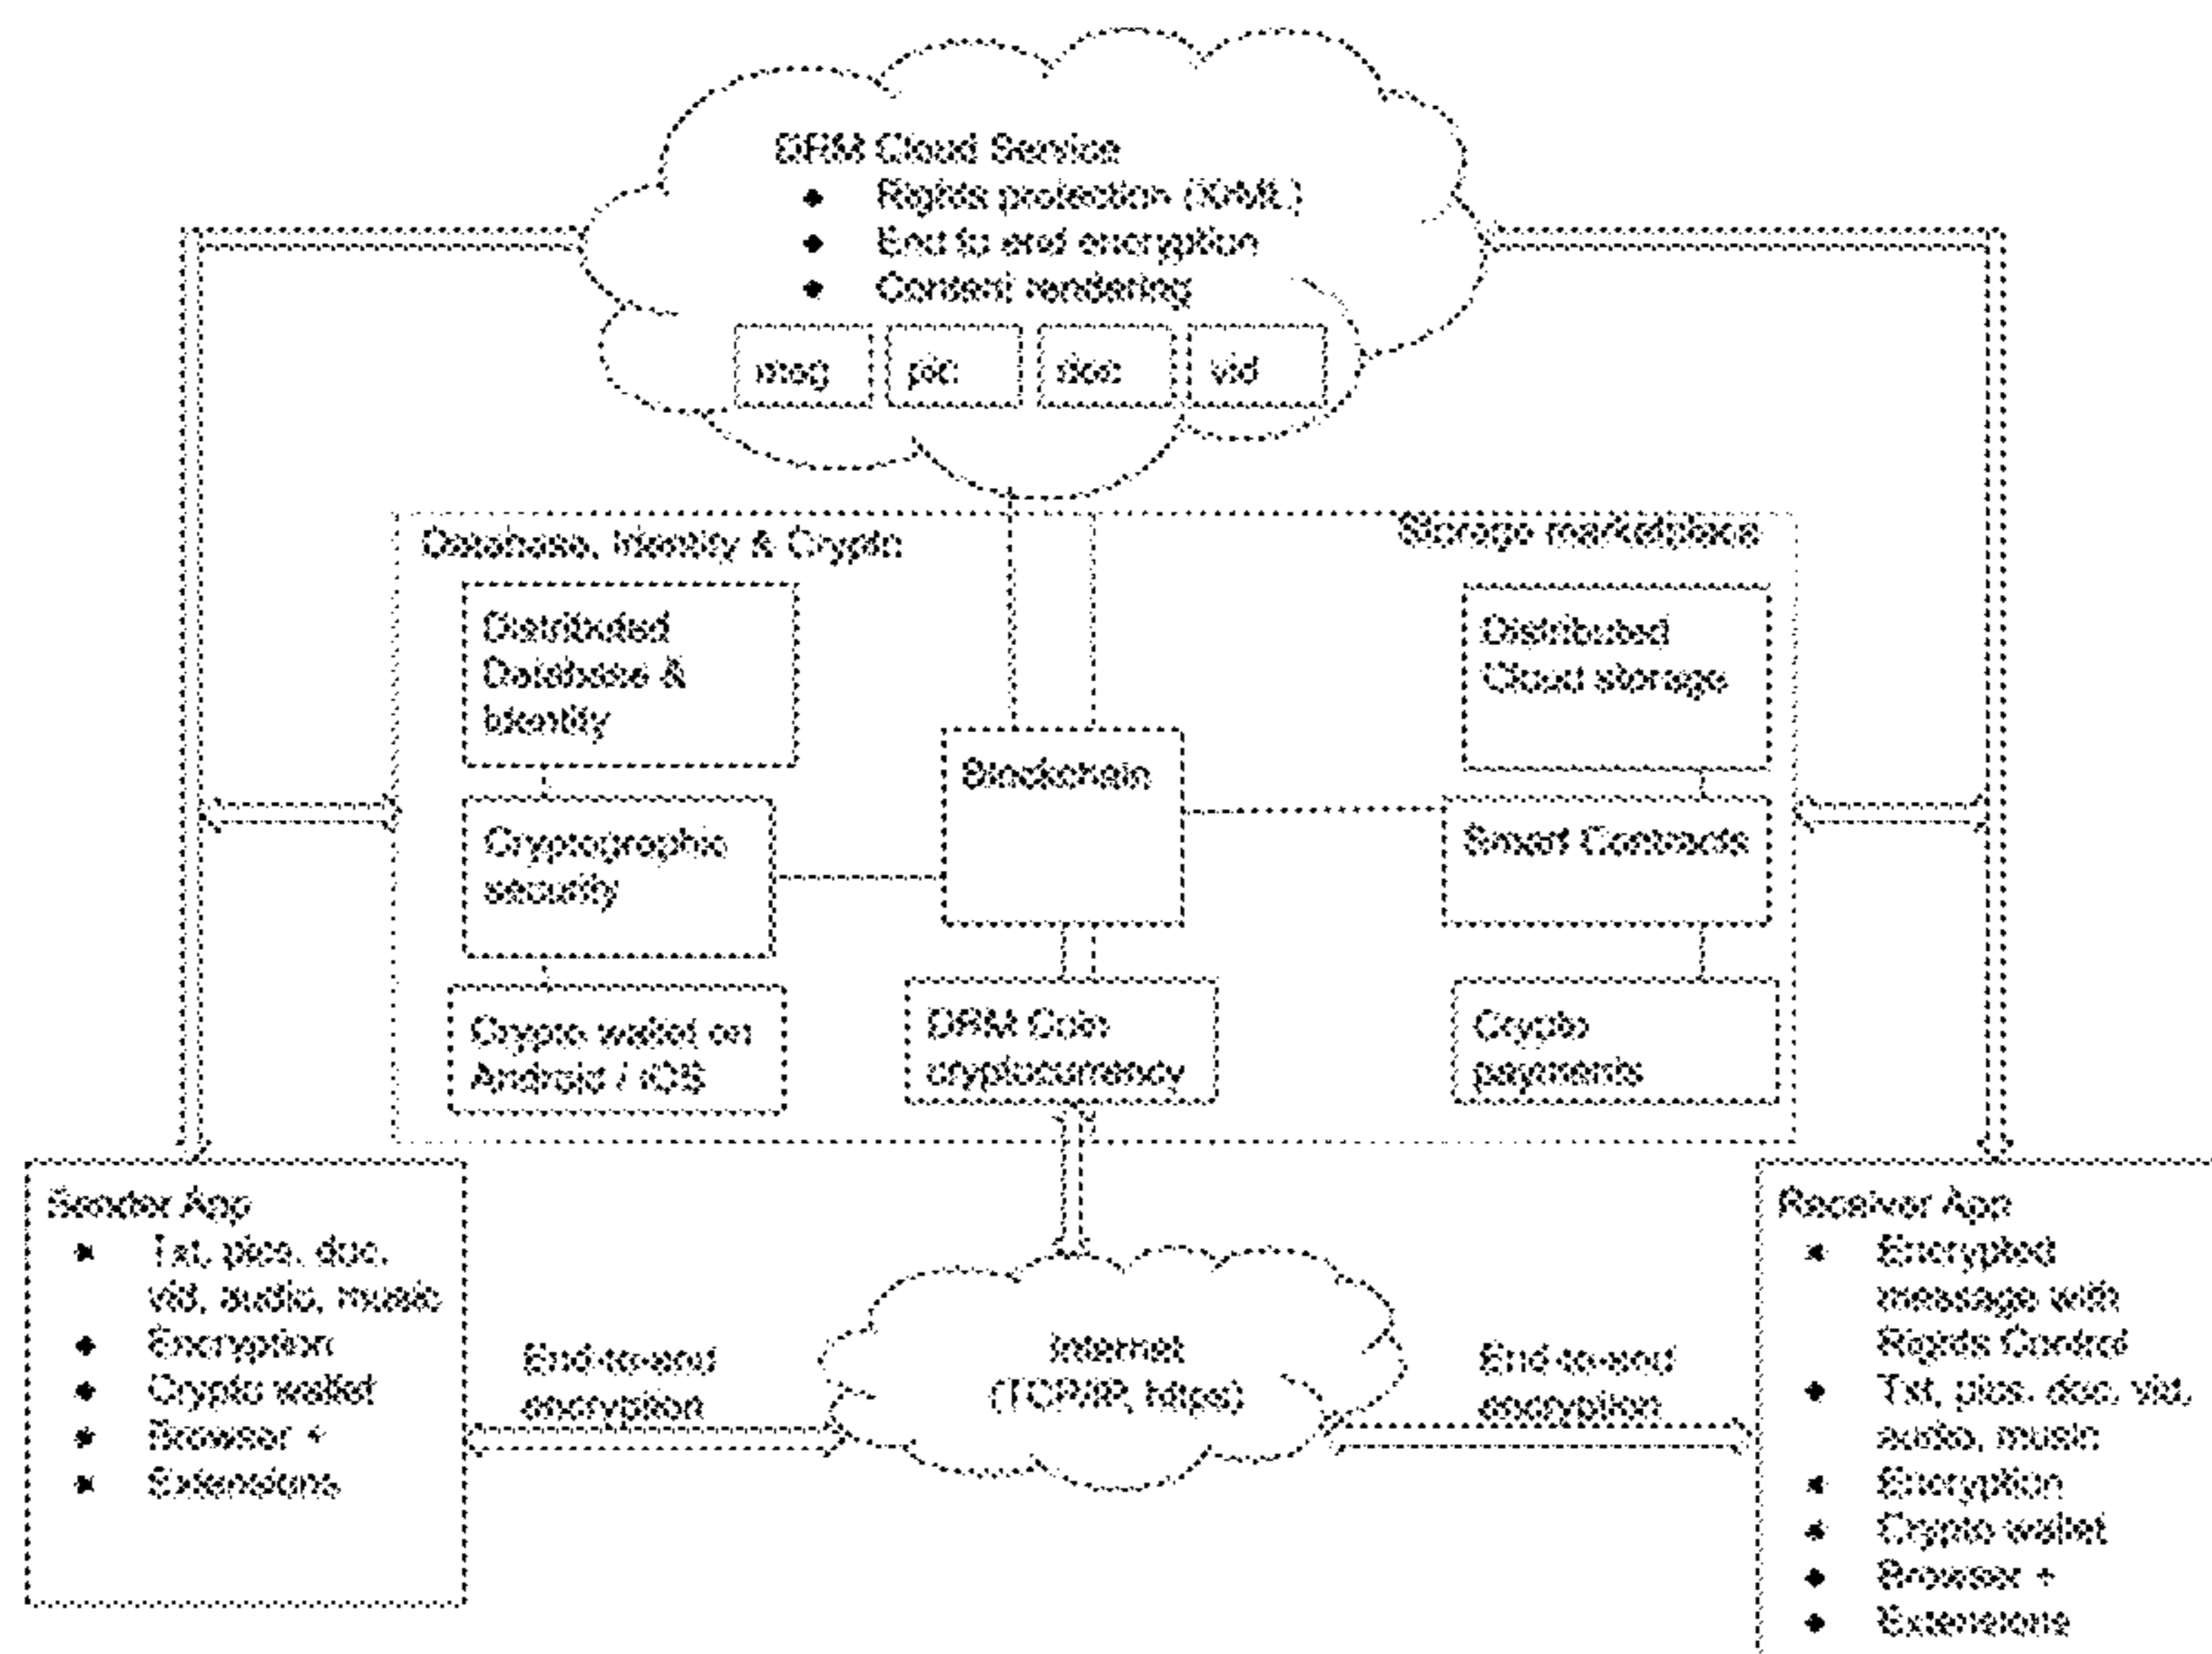 DRM Cloud Service
Rights protection (XrML)
End to end encryption
Content rendering
msg pic doc vid
Database, Identity & Crypto
Storage marketplace
Distributed
Database &
Identity
Distributed
Cloud storage
Blockchain
Cryptographic
security
Smart Contracts
Crypto wallet on
Android / iOS
DRM Coin
cryptocurrency
Crypto
payments
Sender App
Txt, pics, doc,
vid, audio, music
Encryption
Crypto wallet
Browser +
Extensions
End-to-end
encryption
Internet
(TCP/IP, https)
End-to-end
encryption
Receiver App
Encrypted
message with
Rights Control
Txt, pics, doc, vid,
audio, music
Encryption
Crypto wallet
Browser +
Extensions